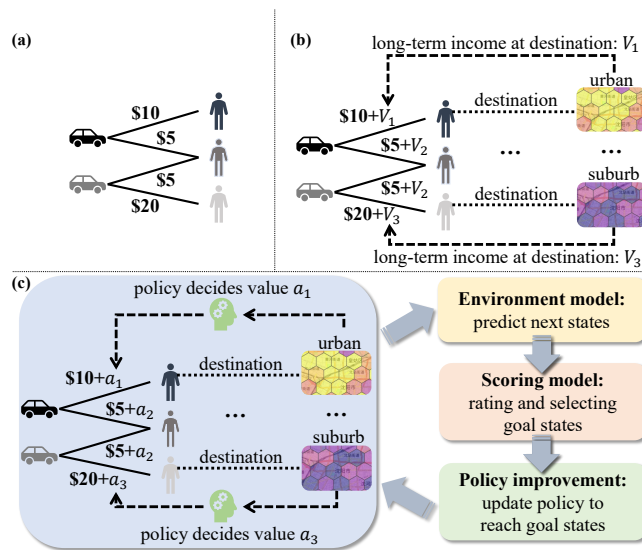 (a)
$10
$5
$5
$20
(b)
long-term income at destination: V₁
urban
$10+V₁
destination
$5+V₂
...
...
suburb
$5+V₂
destination
$20+V₃
long-term income at destination: V₃
(c)
policy decides value a₁
urban
destination
$10+a₁
$5+a₂
...
...
suburb
$5+a₂
destination
$20+a₃
policy decides value a₃
Environment model:
predict next states
Scoring model:
rating and selecting
goal states
Policy improvement:
update policy to
reach goal states